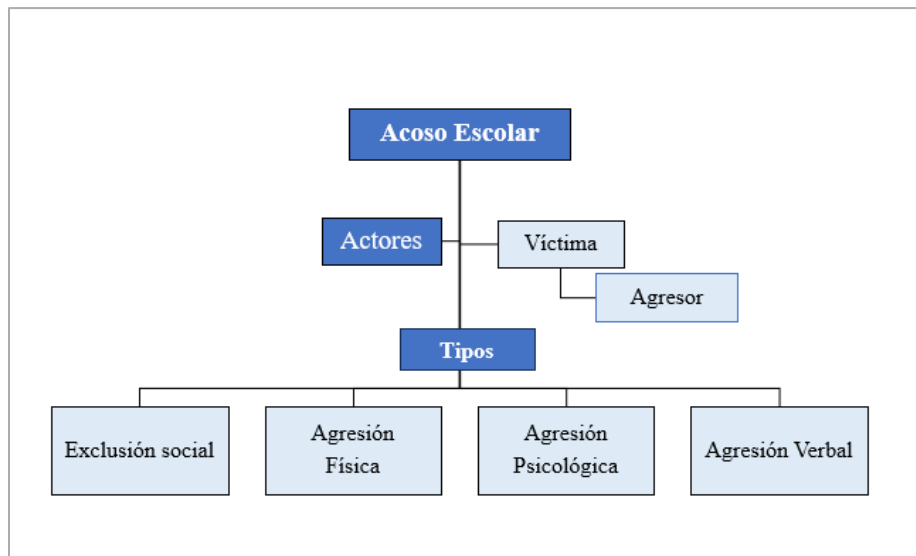 Acoso Escolar
Actores
Víctima
Agresor
Tipos
Exclusión social
Agresión
Física
Agresión
Psicológica
Agresión Verbal